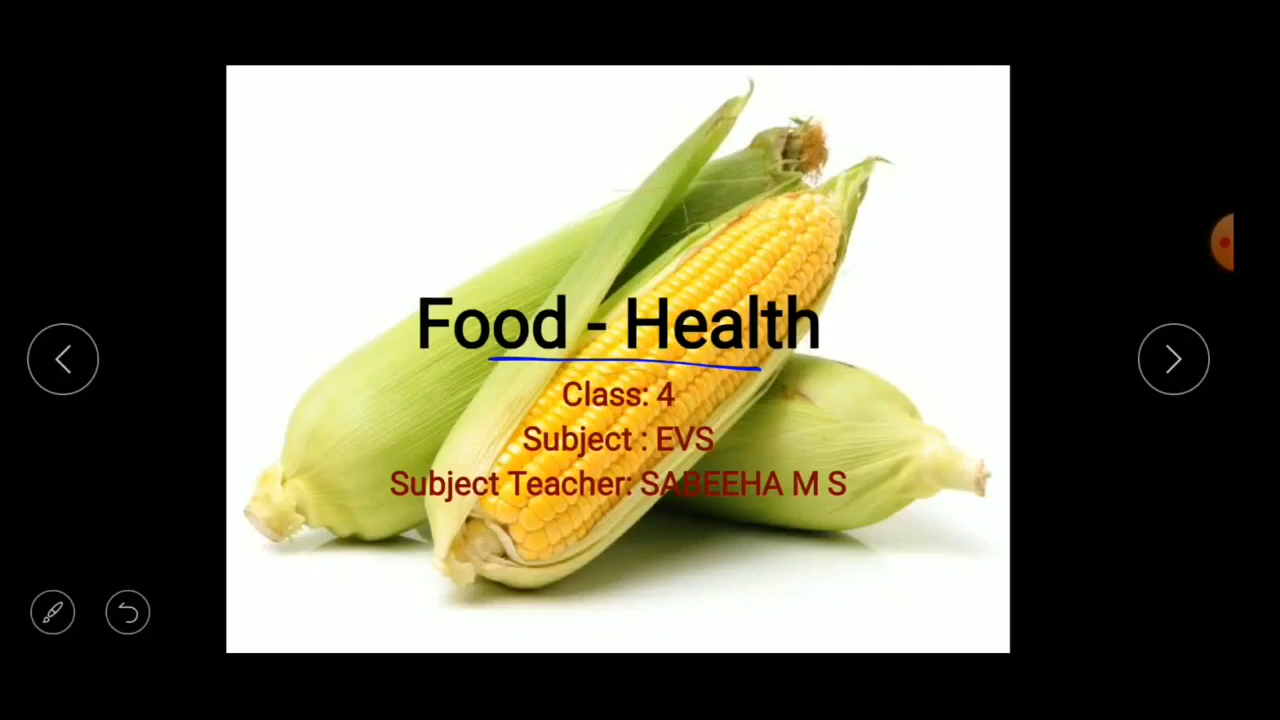 Food - Health
Class: 4
Subject : EVS
Subject Teacher: SABEEHA M S